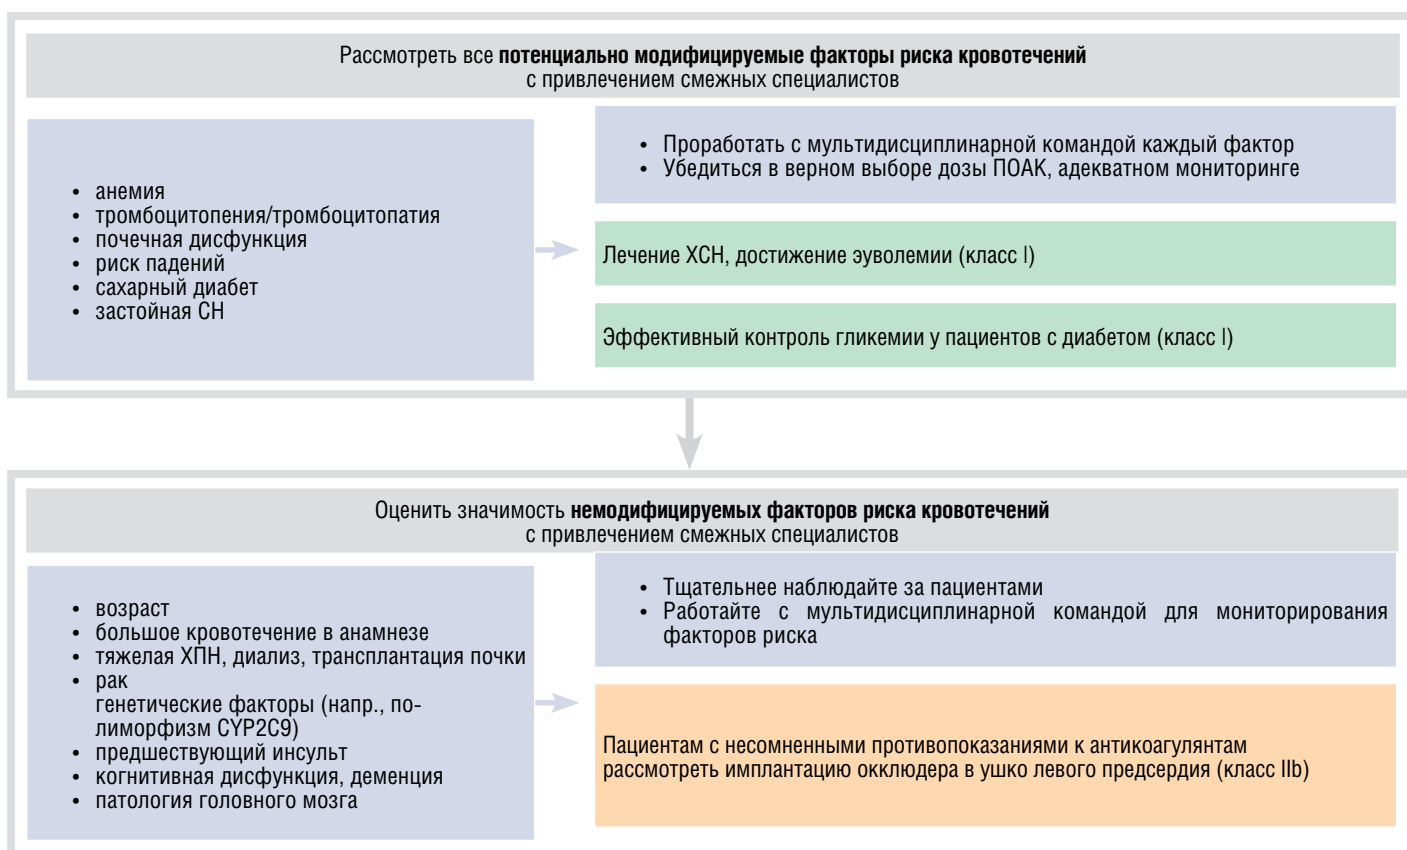 Рассмотреть все потенциально модифицируемые факторы риска кровотечений
с привлечением смежных специалистов
• анемия
• тромбоцитопения/тромбоцитопатия
• почечная дисфункция
• риск падений
• сахарный диабет
• застойная СН
• Проработать с мультидисциплинарной командой каждый фактор
• Убедиться в верном выборе дозы ПОАК, адекватном мониторинге
Лечение ХСН, достижение эуволемии (класс I)
Эффективный контроль гликемии у пациентов с диабетом (класс I)
Оценить значимость немодифицируемых факторов риска кровотечений
с привлечением смежных специалистов
• возраст
• большое кровотечение в анамнезе
• тяжелая ХПН, диализ, трансплантация почки
• рак
генетические факторы (напр., по-
лиморфизм CYP2C9)
• предшествующий инсульт
• когнитивная дисфункция, деменция
• патология головного мозга
• Тщательнее наблюдайте за пациентами
• Работайте с мультидисциплинарной командой для мониторирования
факторов риска
Пациентам с несомненными противопоказаниями к антикоагулянтам
рассмотреть имплантацию окклюдера в ушко левого предсердия (класс IIb)